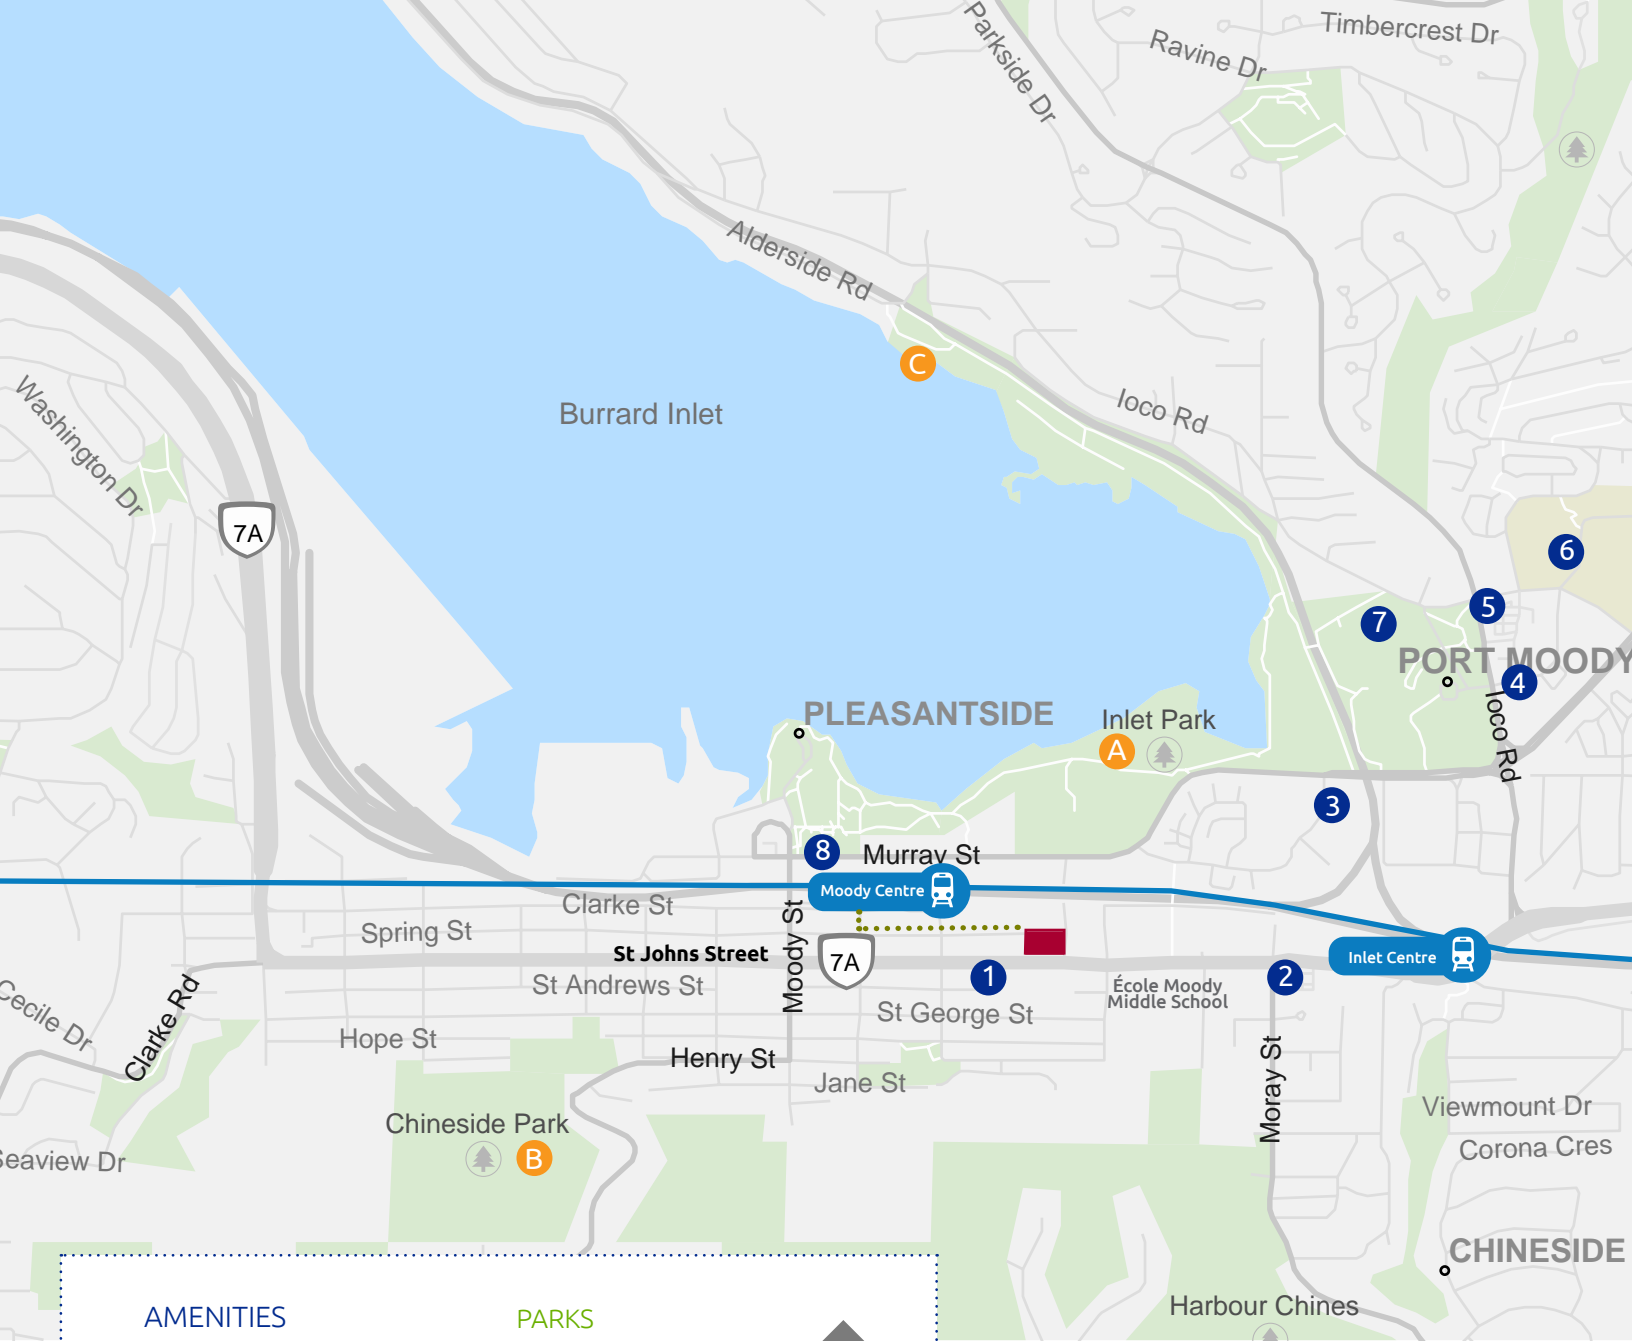 Timbercrest Dr
Parkside Dr
Ravine Dr
Alderside Rd
C
Washington Dr
Burrard Inlet
Ioco Rd
7A
6
5
7
PORT MOODY
4
Ioco Rd
PLEASANTSIDE
Inlet Park
A
3
8
Murray St
Moody Centre
Clarke St
Spring St
St Johns Street
Moody St
7A
Inlet Centre
1
2
St Andrews St
École Moody
Middle School
St George St
Cecile Dr
Clarke Rd
Hope St
Henry St
Jane St
Moray St
Viewmount Dr
Chineside Park
B
Corona Cres
Seaview Dr
CHINESIDE
Harbour Chines
AMENITIES
PARKS